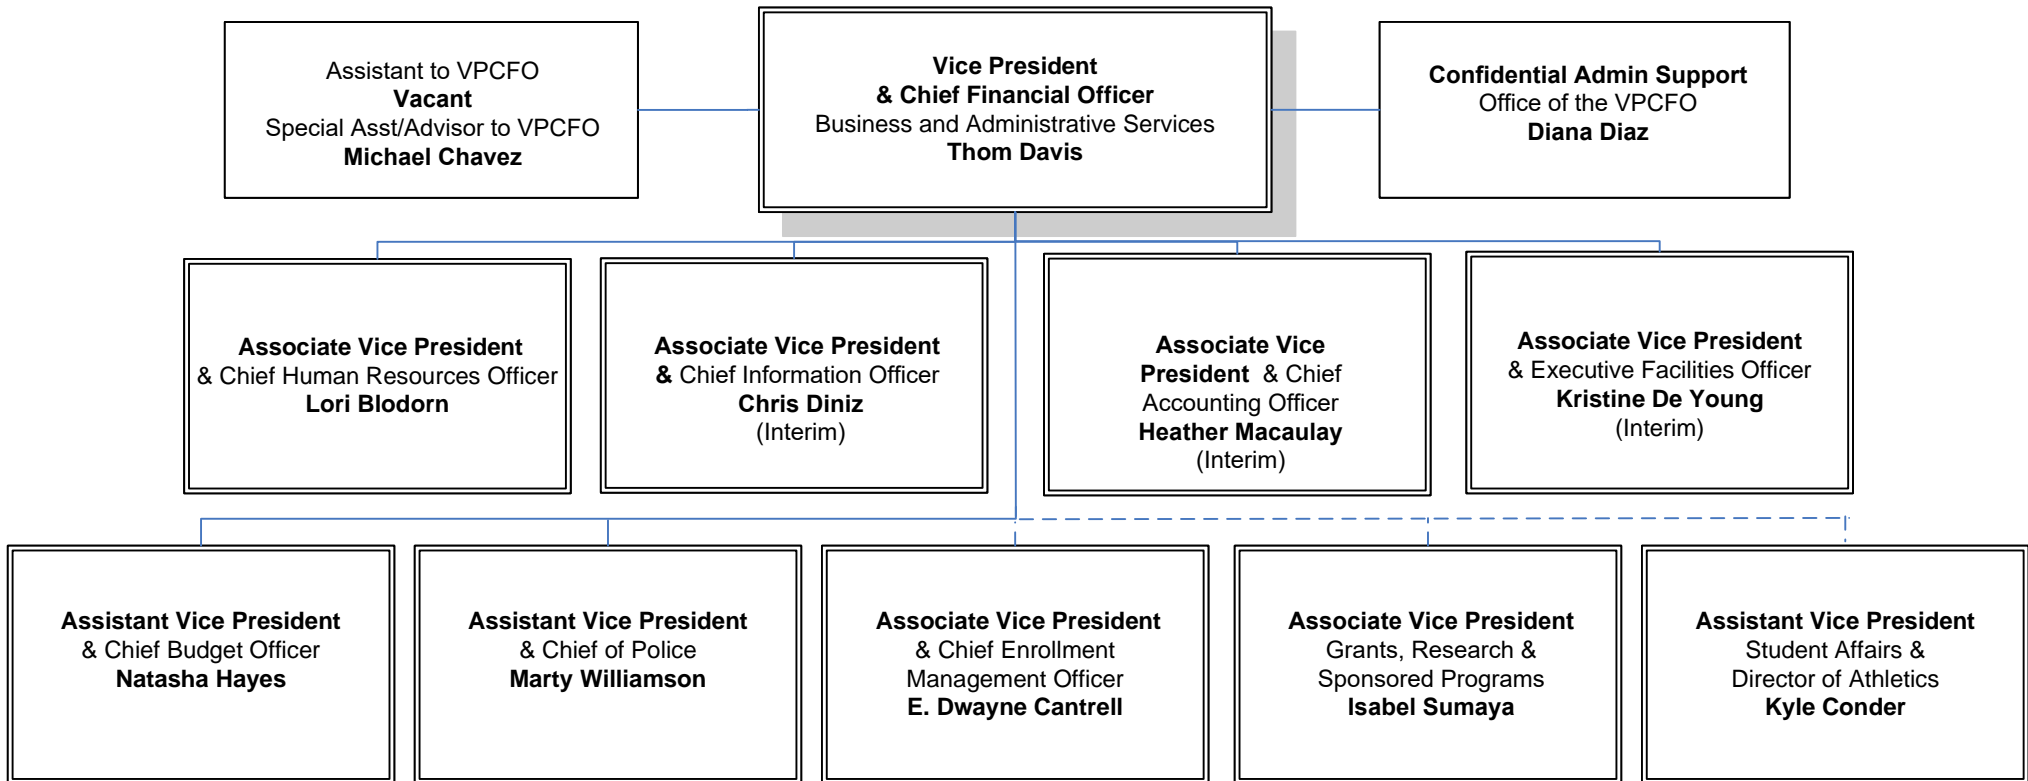 Assistant to VPCFO
Vacant
Special Asst/Advisor to VPCFO
Michael Chavez
Vice President
& Chief Financial Officer
Business and Administrative Services
Thom Davis
Confidential Admin Support
Office of the VPCFO
Diana Diaz
Associate Vice President
& Chief Human Resources Officer
Lori Blodorn
Associate Vice President
& Chief Information Officer
Chris Diniz
(Interim)
Associate Vice
President & Chief
Accounting Officer
Heather Macaulay
(Interim)
Associate Vice President
& Executive Facilities Officer
Kristine De Young
(Interim)
Assistant Vice President
& Chief Budget Officer
Natasha Hayes
Assistant Vice President
& Chief of Police
Marty Williamson
Associate Vice President
& Chief Enrollment
Management Officer
E. Dwayne Cantrell
Associate Vice President
Grants, Research &
Sponsored Programs
Isabel Sumaya
Assistant Vice President
Student Affairs &
Director of Athletics
Kyle Conder